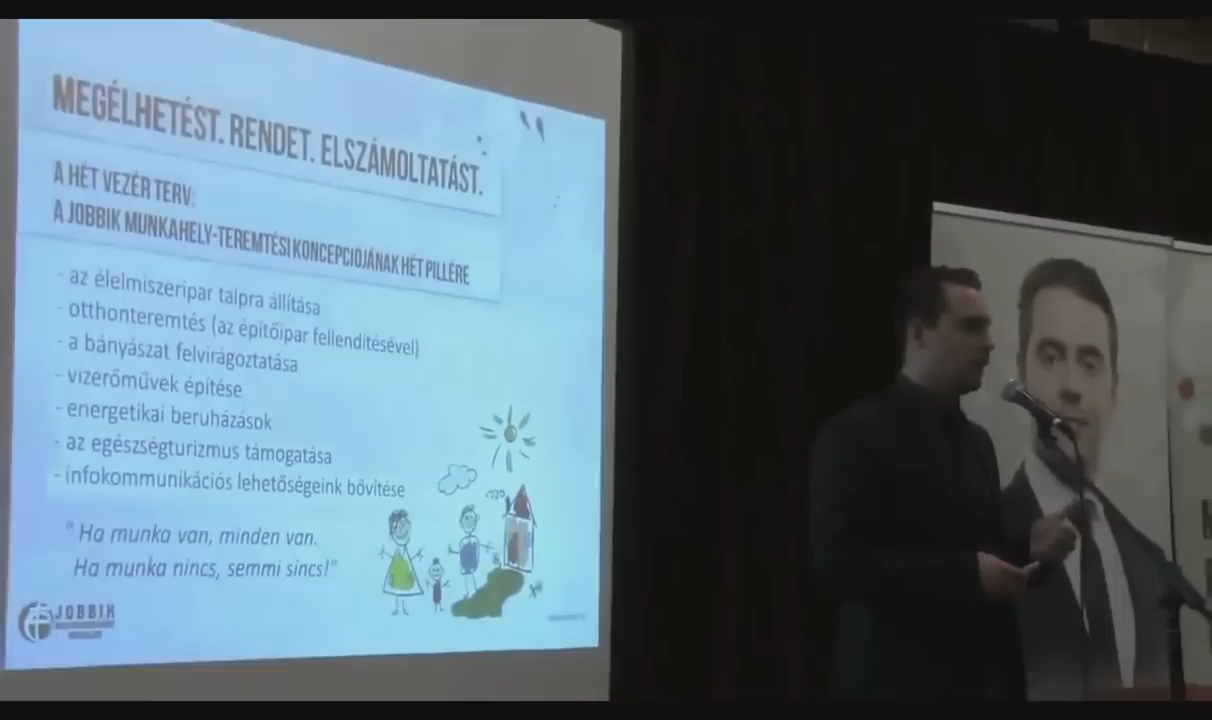 MEGÉLHETÉST. RENDET. ELSZÁMOLTATÁST.
A HÉT VEZÉR TERV:
A JOBBIK MUNKAHELY-TEREMTÉSI KONCEPCIÓJÁNAK HÉT PILLÉRE
- az élelmiszeripar talpra állítása
- otthonteremtés (az építőipar fellendítésével)
- a bányászat felvirágoztatása
- vízerőművek építése
- energetikai beruházások
- az egészségturizmus támogatása
- infokommunikációs lehetőségeink bővítése
"Ha munka van, minden van.
Ha munka nincs, semmi sincs!"
JOBBIK